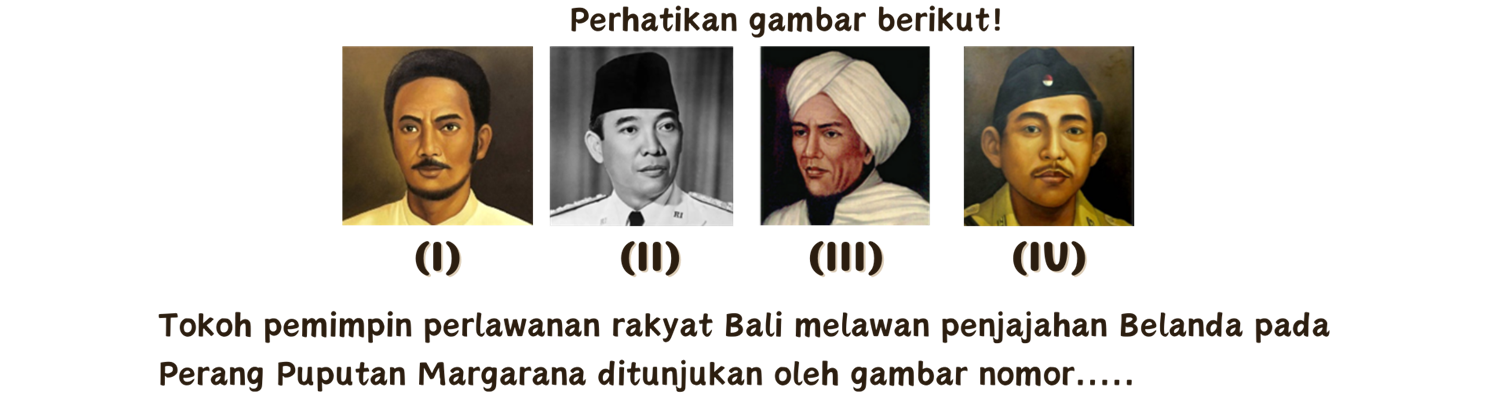 Perhatikan gambar berikut!
RI
(I) (II) (III) (IV)
Tokoh pemimpin perlawanan rakyat Bali melawan penjajahan Belanda pada
Perang Puputan Margarana ditunjukan oleh gambar nomor.....